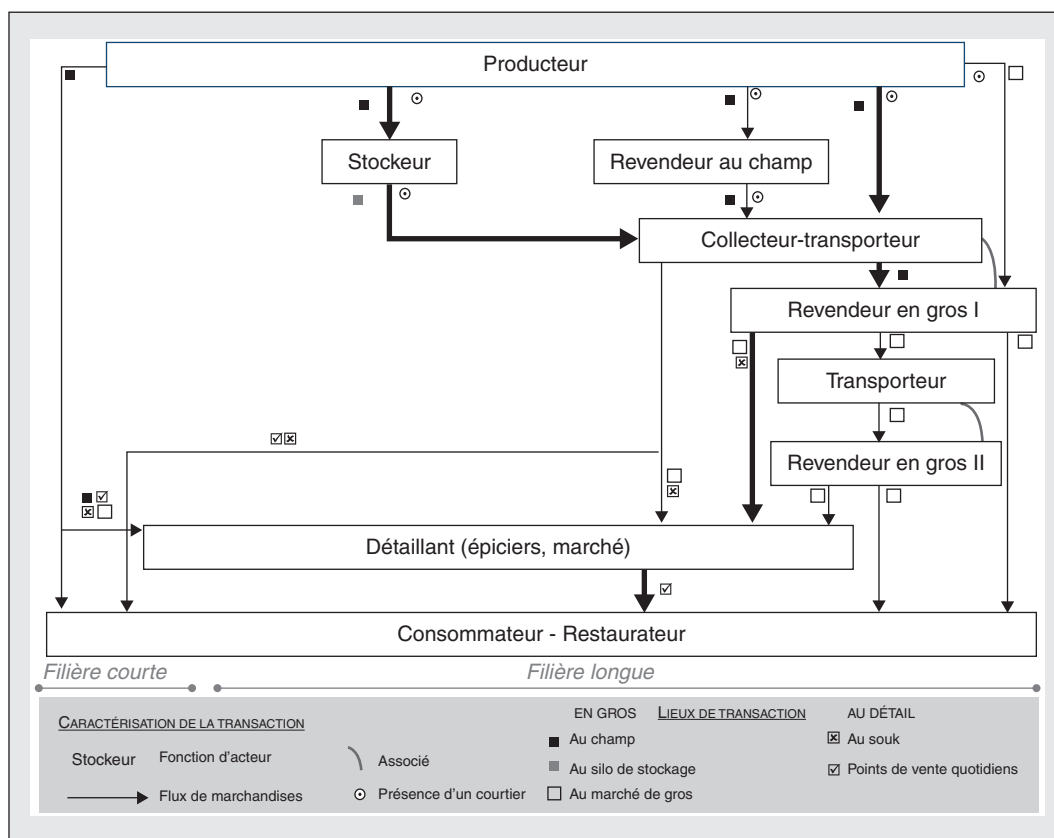 Producteur
Stockeur
Revendeur au champ
Collecteur-transporteur
Revendeur en gros I
Transporteur
Revendeur en gros II
Détaillant (épiciers, marché)
Consommateur - Restaurateur
Filière courte
Filière longue
CARACTÉRISATION DE LA TRANSACTION
EN GROS
LIEUX DE TRANSACTION
AU DÉTAIL
Stockeur
Fonction d'acteur
Associé
Au champ
Au souk
Au silo de stockage
Points de vente quotidiens
Flux de marchandises
Présence d'un courtier
Au marché de gros